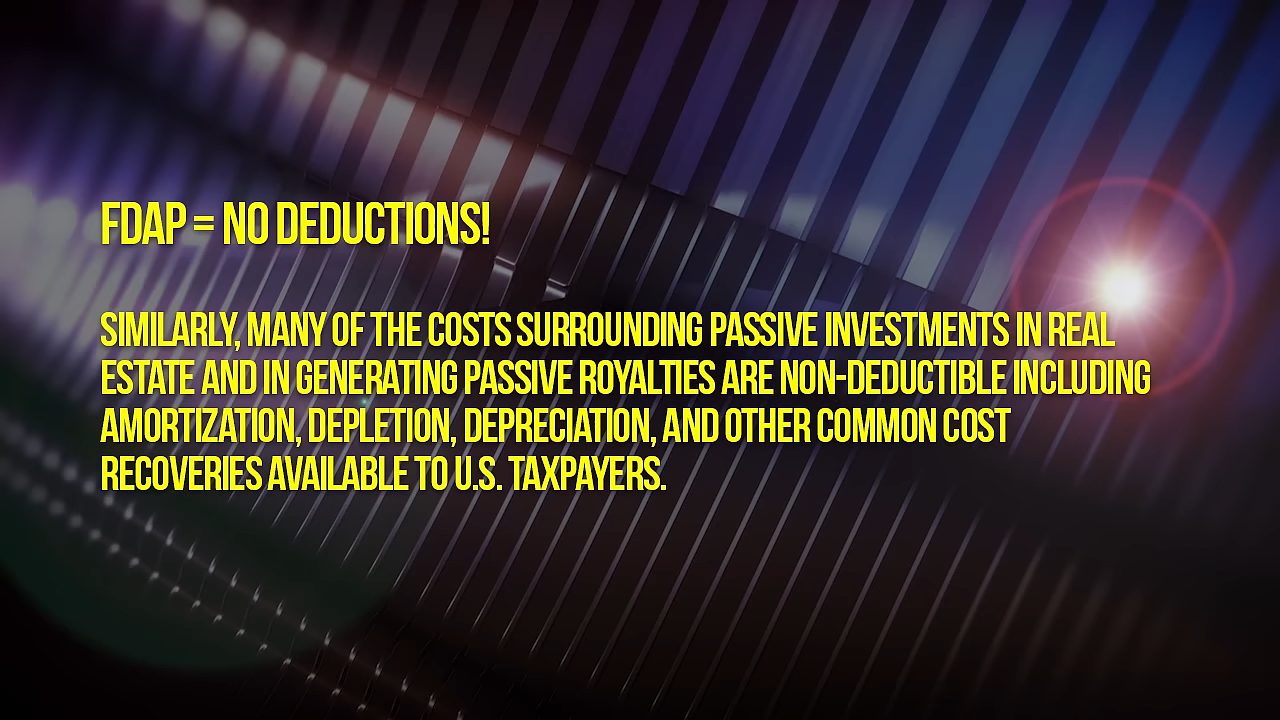 FDAP = NO DEDUCTIONS!
SIMILARLY, MANY OF THE COSTS SURROUNDING PASSIVE INVESTMENTS IN REAL
ESTATE AND IN GENERATING PASSIVE ROYALTIES ARE NON-DEDUCTIBLE INCLUDING
AMORTIZATION, DEPLETION, DEPRECIATION, AND OTHER COMMON COST
RECOVERIES AVAILABLE TO U.S. TAXPAYERS.